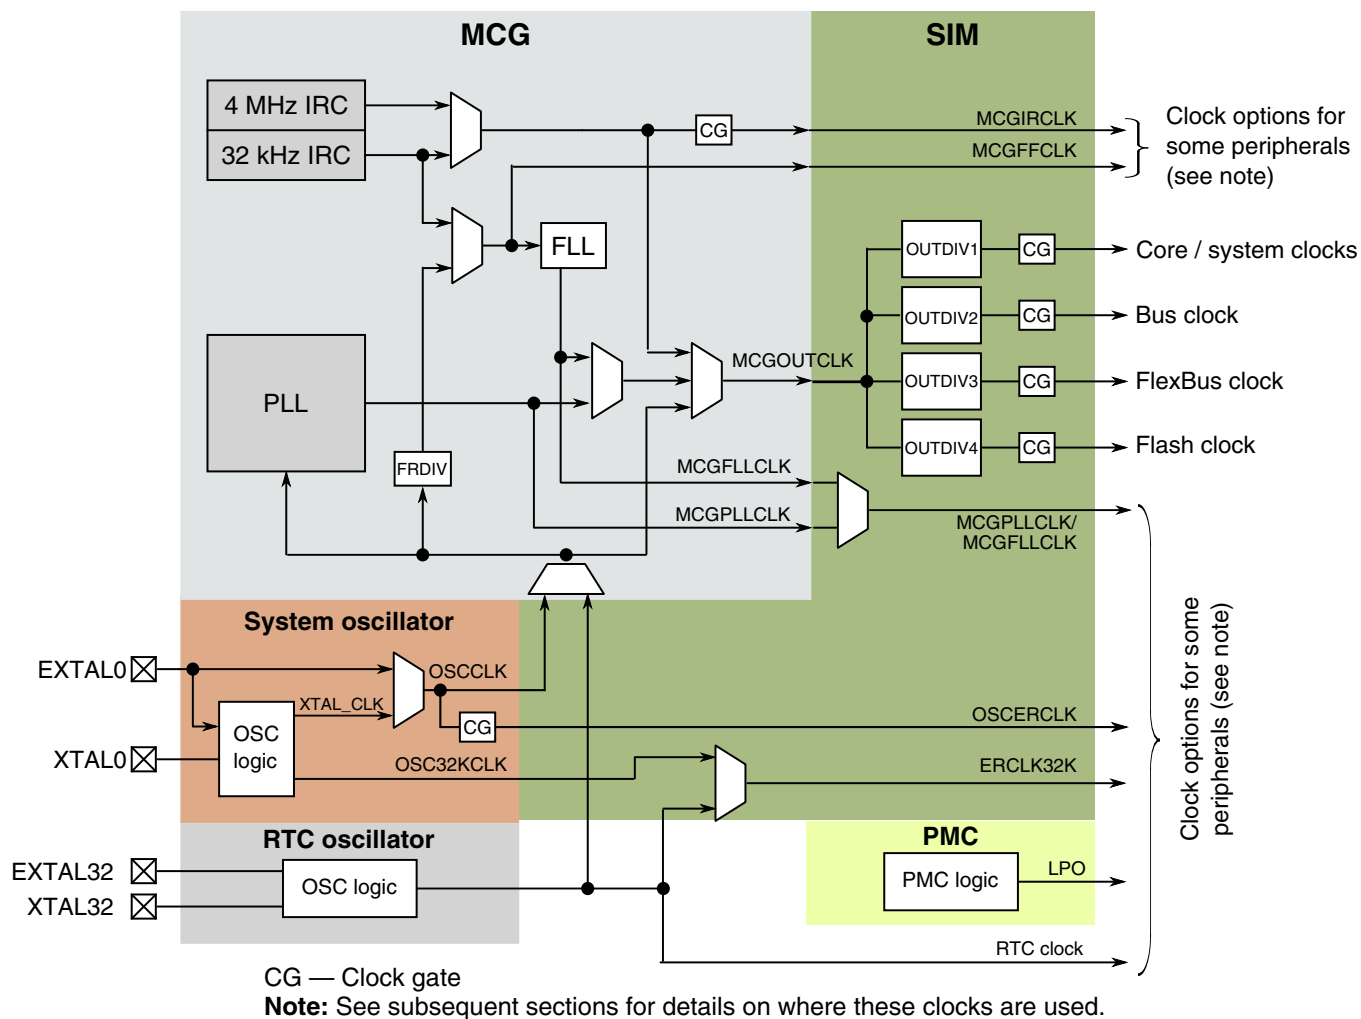 MCG
SIM
4 MHz IRC
32 kHz IRC
CG
MCGIRCLK
MCGFFCLK
Clock options for
some peripherals
(see note)
FLL
OUTDIV1
CG
Core / system clocks
OUTDIV2
CG
Bus clock
PLL
MCGOUTCLK
OUTDIV3
CG
FlexBus clock
OUTDIV4
CG
Flash clock
FRDIV
MCGFLLCLK
MCGPLLCLK
MCGPLLCLK/
MCGFLLCLK
System oscillator
EXTAL0
OSCCLK
XTAL_CLK
OSC
logic
CG
OSCERCLK
XTAL0
OSC32KCLK
ERCLK32K
Clock options for some
peripherals (see note)
RTC oscillator
PMC
EXTAL32
XTAL32
OSC logic
PMC logic
LPO
RTC clock
CG — Clock gate
Note: See subsequent sections for details on where these clocks are used.